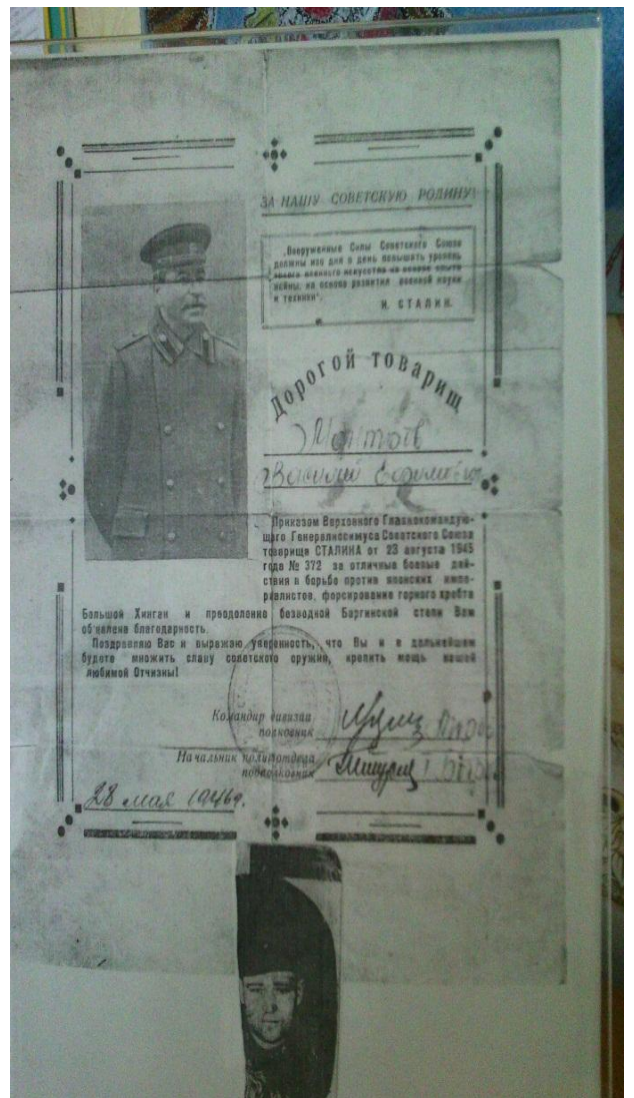 ЗА НАШУ СОВЕТСКУЮ РОДИНУ!
„Вооруженные Силы Советского Союза
должны изо дня в день повышать уровень
своего военного искусства на основе опыта
войны, на основе развития военной науки
и техники".
И. СТАЛИН.
Дорогой товарищ
Василий Ефимович
Приказом Верховного Главнокомандую-
щего Генералиссимуса Советского Союза
товарища СТАЛИНА от 23 августа 1945
года № 372 за отличные боевые дей-
ствия в борьбе против японских импе-
риалистов, форсирование горного хребта
Большой Хинган и преодоление безводной Баргинской степи Вам
об'явлена благодарность.
Поздравляю Вас и выражаю уверенность, что Вы и в дальнейшем
будете множить славу советского оружия, крепить мощь нашей
любимой Отчизны!
Командир дивизии
полковник
Начальник политотдела
подполковник
28 мая 1946г.